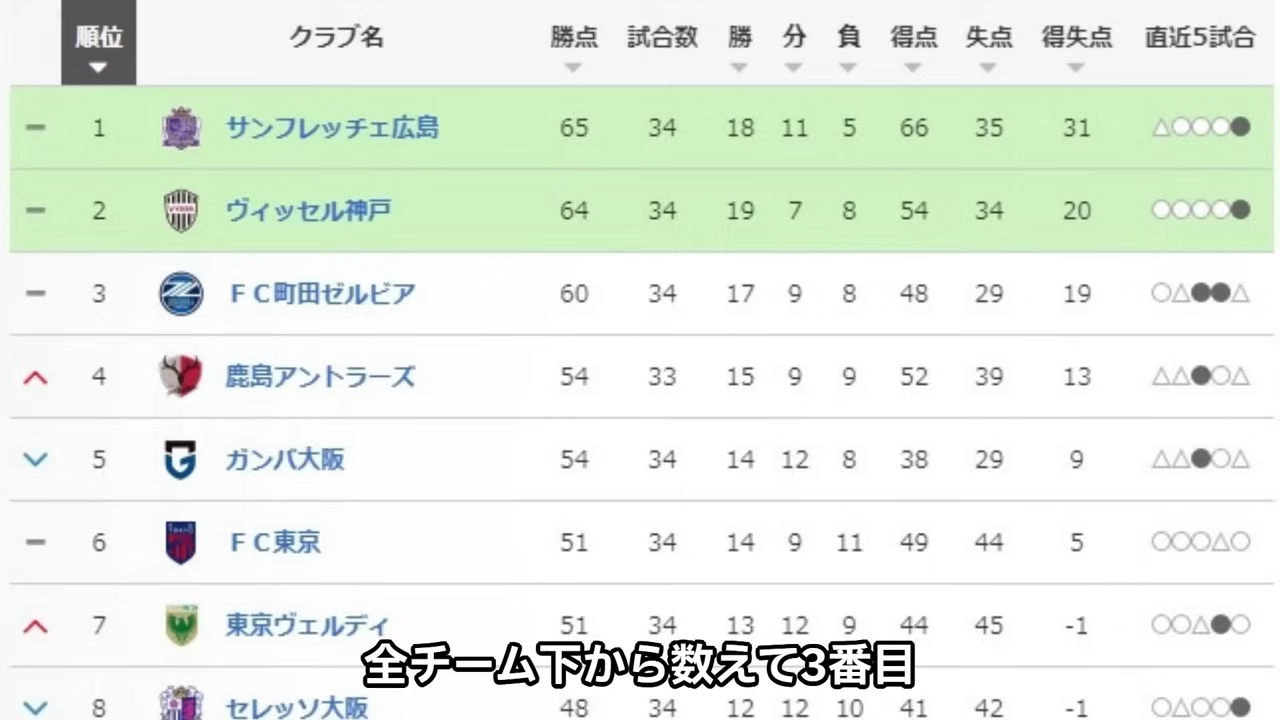 順位 クラブ名 勝点 試合数 勝 分 負 得点 失点 得失点 直近5試合
1 サンフレッチェ広島 65 34 18 11 5 66 35 31 △○○○●
2 ヴィッセル神戸 64 34 19 7 8 54 34 20 ○○○○●
3 ＦＣ町田ゼルビア 60 34 17 9 8 48 29 19 ○△●●△
4 鹿島アントラーズ 54 33 15 9 9 52 39 13 △△●○△
5 ガンバ大阪 54 34 14 12 8 38 29 9 △△●○△
6 ＦＣ東京 51 34 14 9 11 49 44 5 ○○○△○
7 東京ヴェルディ 51 34 13 12 9 44 45 -1 ○○△●○
全チーム下から数えて3番目
8 セレッソ大阪 48 34 12 12 10 41 42 -1 ○△○○●